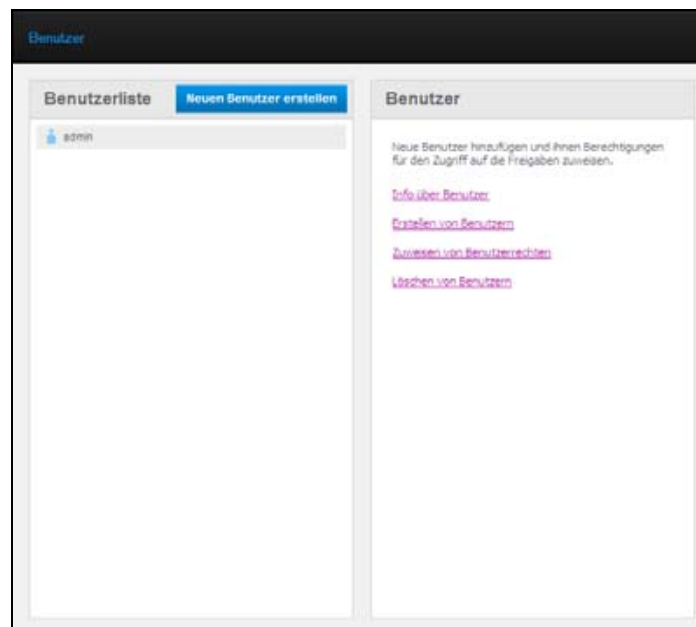 Benutzer
Benutzerliste
Neuen Benutzer erstellen
admin
Benutzer
Neue Benutzer hinzufügen und ihnen Berechtigungen
für den Zugriff auf die Freigaben zuweisen.
Info über Benutzer
Erstellen von Benutzern
Zuweisen von Benutzerrechten
Löschen von Benutzern